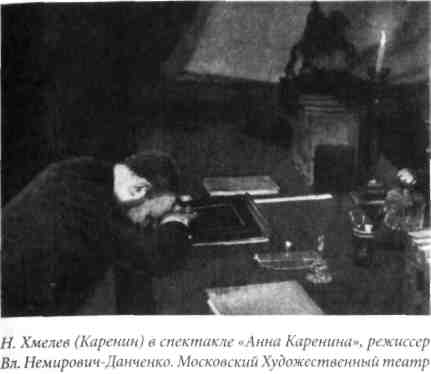 Н. Хмелев (Каренин) в спектакле «Анна Каренина», режиссер
Вл. Немирович-Данченко. Московский Художественный театр